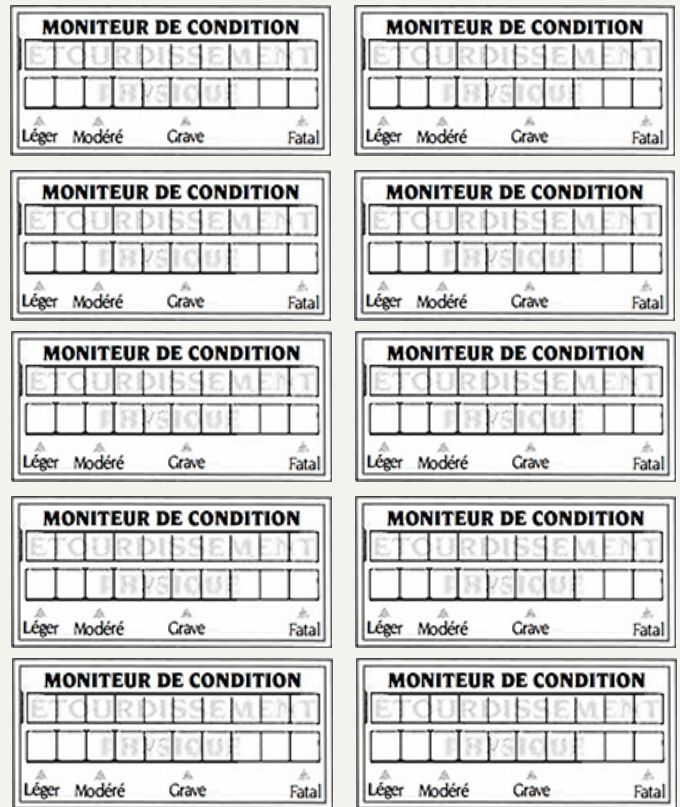 MONITEUR DE CONDITION
ÉTOURDISSEMENT
PHYSIQUE
Léger Modéré Grave Fatal
MONITEUR DE CONDITION
ÉTOURDISSEMENT
PHYSIQUE
Léger Modéré Grave Fatal
MONITEUR DE CONDITION
ÉTOURDISSEMENT
PHYSIQUE
Léger Modéré Grave Fatal
MONITEUR DE CONDITION
ÉTOURDISSEMENT
PHYSIQUE
Léger Modéré Grave Fatal
MONITEUR DE CONDITION
ÉTOURDISSEMENT
PHYSIQUE
Léger Modéré Grave Fatal
MONITEUR DE CONDITION
ÉTOURDISSEMENT
PHYSIQUE
Léger Modéré Grave Fatal
MONITEUR DE CONDITION
ÉTOURDISSEMENT
PHYSIQUE
Léger Modéré Grave Fatal
MONITEUR DE CONDITION
ÉTOURDISSEMENT
PHYSIQUE
Léger Modéré Grave Fatal
MONITEUR DE CONDITION
ÉTOURDISSEMENT
PHYSIQUE
Léger Modéré Grave Fatal
MONITEUR DE CONDITION
ÉTOURDISSEMENT
PHYSIQUE
Léger Modéré Grave Fatal